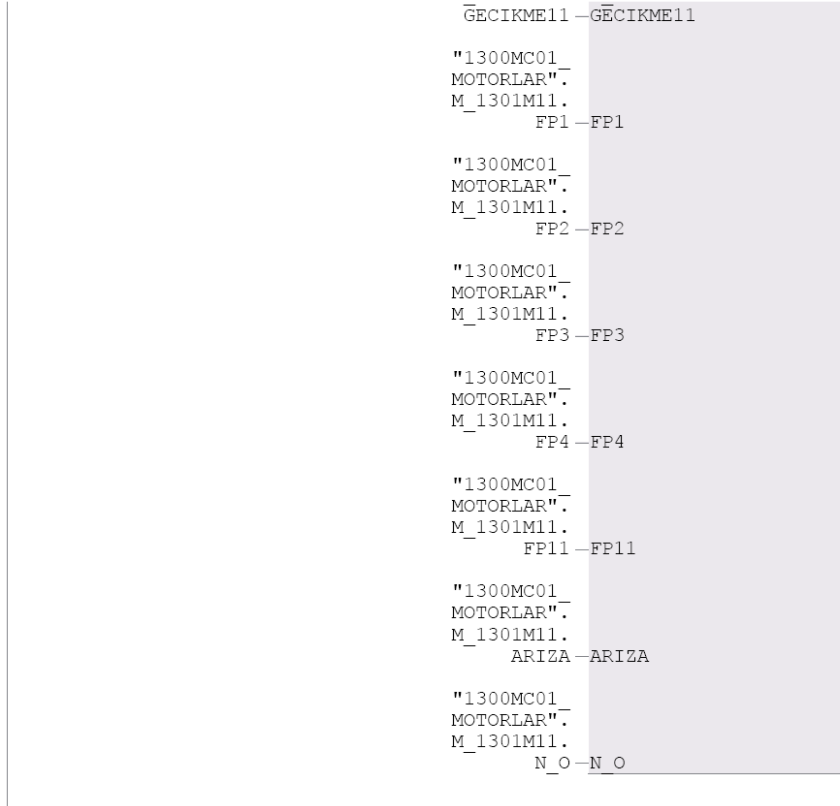 GECIKME11 GECIKME11
"1300MC01_
MOTORLAR".
M_1301M11.
FP1 FP1
"1300MC01_
MOTORLAR".
M_1301M11.
FP2 FP2
"1300MC01_
MOTORLAR".
M_1301M11.
FP3 FP3
"1300MC01_
MOTORLAR".
M_1301M11.
FP4 FP4
"1300MC01_
MOTORLAR".
M_1301M11.
FP11 FP11
"1300MC01_
MOTORLAR".
M_1301M11.
ARIZA ARIZA
"1300MC01_
MOTORLAR".
M_1301M11.
N_O N_O